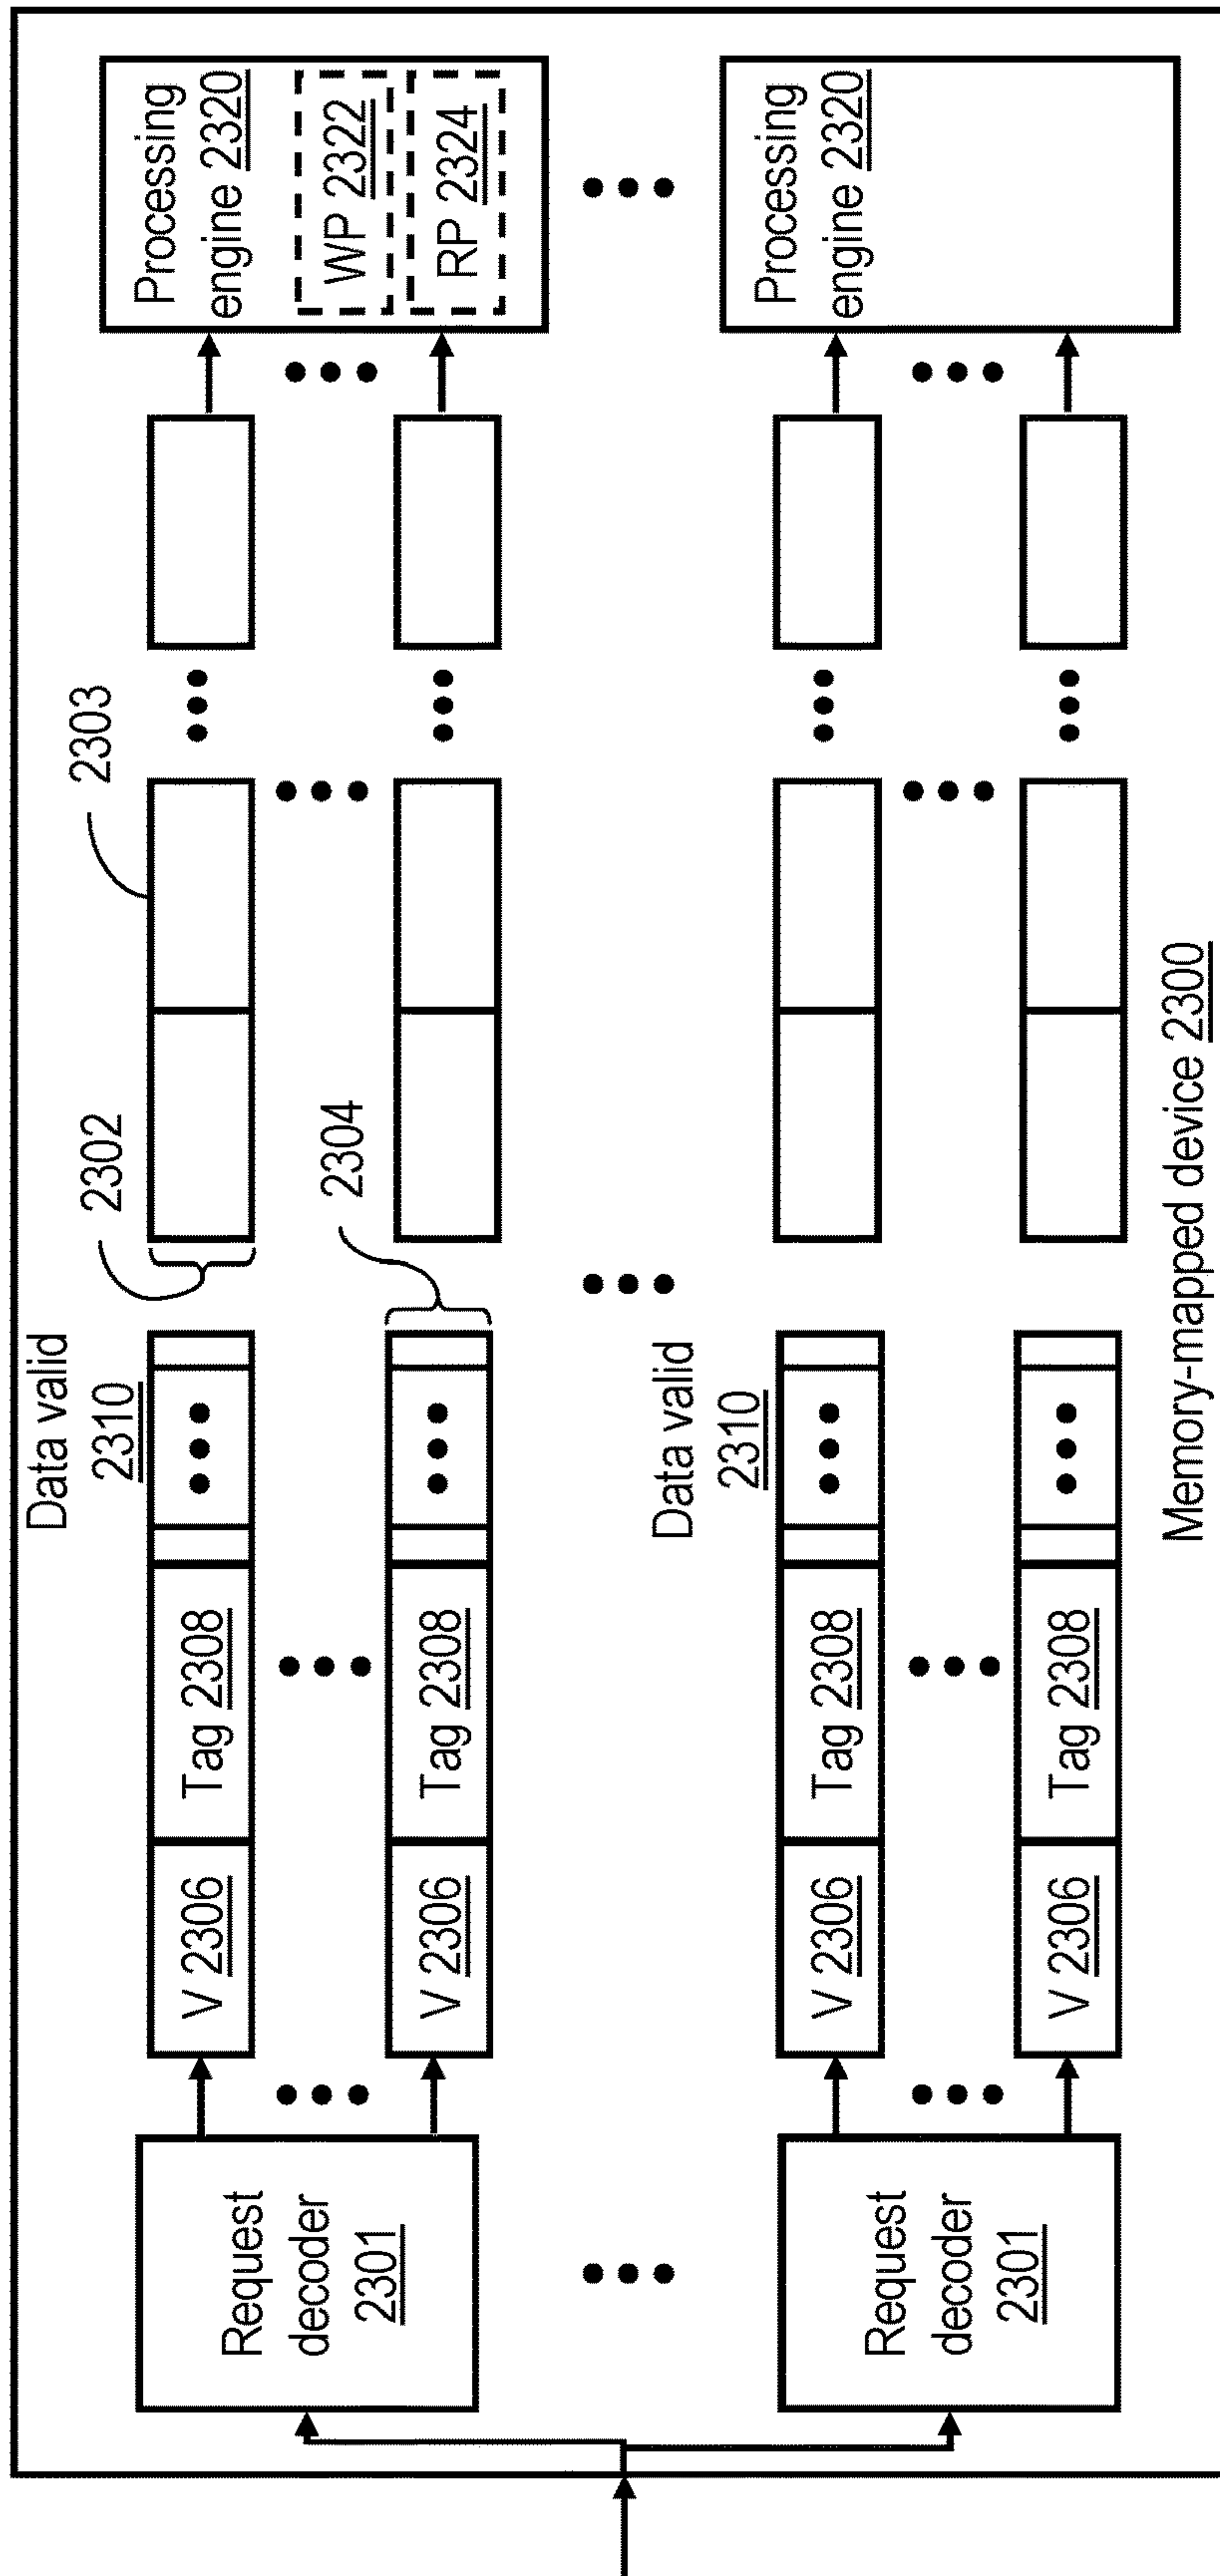 Data valid
2310
2302
2303
Processing
engine 2320
Request
decoder
2301
V 2306
Tag 2308
WP 2322
RP 2324
2304
V 2306
Tag 2308
Data valid
2310
Processing
engine 2320
Request
decoder
2301
V 2306
Tag 2308
V 2306
Tag 2308
Memory-mapped device 2300